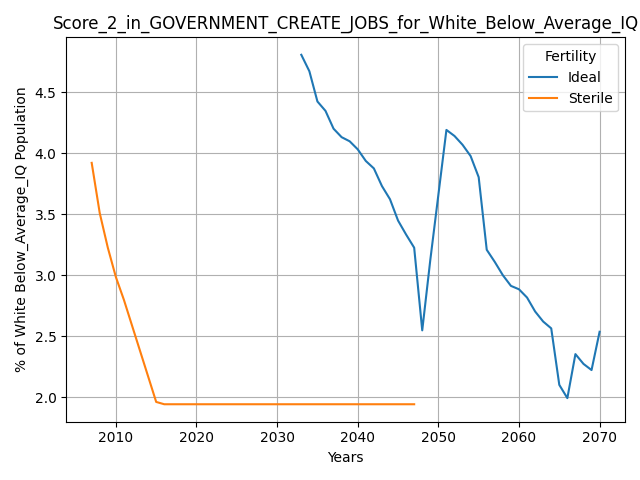 Score_2_in_GOVERNMENT_CREATE_JOBS_for_White_Below_Average_IQ
Fertility
Ideal
Sterile
% of White Below_Average_IQ Population
4.5
4.0
3.5
3.0
2.5
2.0
2010 2020 2030 2040 2050 2060 2070
Years